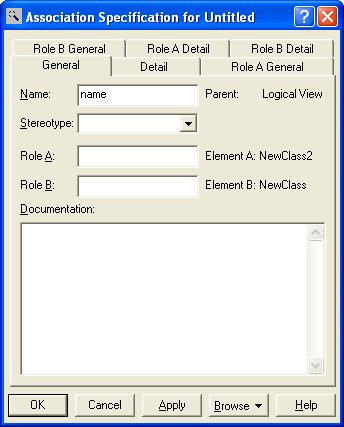 Association Specification for Untitled
Role B General Role A Detail Role B Detail
General Detail Role A General
Name: name Parent: Logical View
Stereotype:
Role A: Element A: NewClass2
Role B: Element B: NewClass
Documentation:
OK Cancel Apply Browse Help